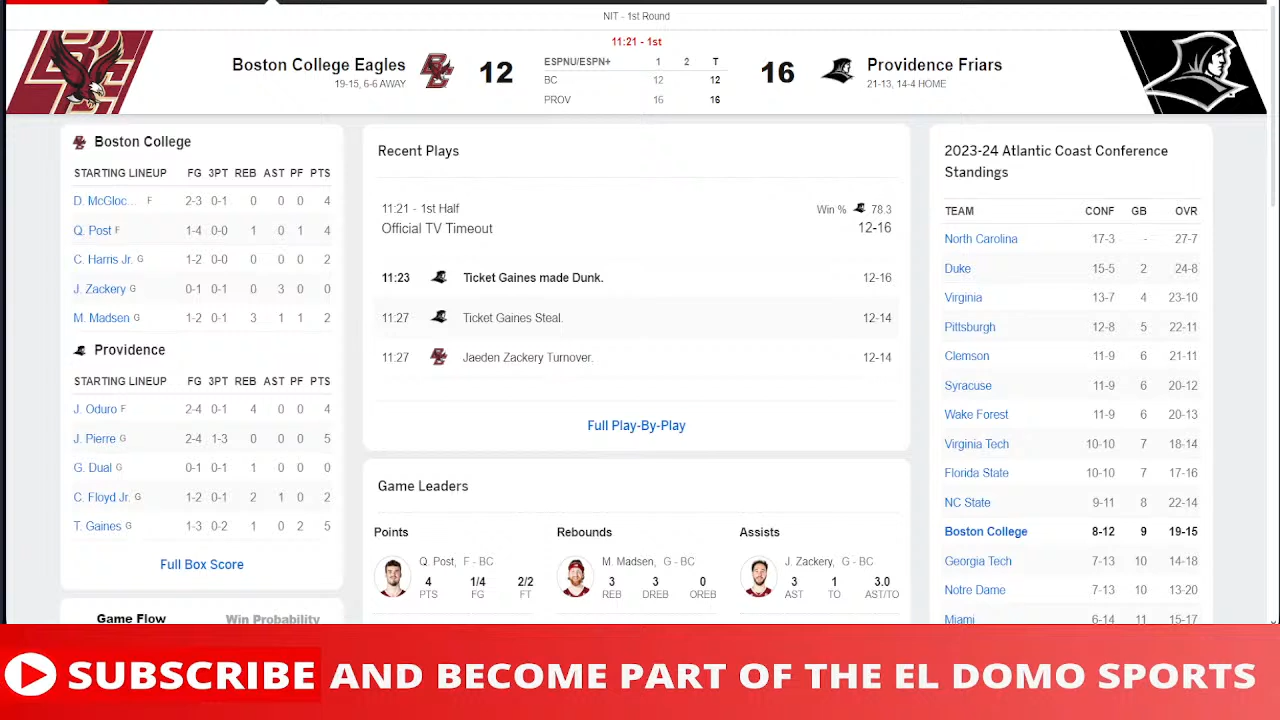 NIT - 1st Round
Boston College Eagles
19-15, 6-6 AWAY
12
11:21 - 1st
ESPNU/ESPN+ 1 2 T
BC 12 12
PROV 16 16
16
Providence Friars
21-13, 14-4 HOME
Boston College
STARTING LINEUP FG 3PT REB AST PF PTS
D. McGloc... F 2-3 0-1 0 0 0 4
Q. Post F 1-4 0-0 1 0 1 4
C. Harris Jr. G 1-2 0-0 0 0 0 2
J. Zackery G 0-1 0-1 0 3 0 0
M. Madsen G 1-2 0-1 3 1 1 2
Providence
STARTING LINEUP FG 3PT REB AST PF PTS
J. Oduro F 2-4 0-1 4 0 0 4
J. Pierre G 2-4 1-3 0 0 0 5
G. Dual G 0-1 0-1 1 0 0 0
C. Floyd Jr. G 1-2 0-1 2 1 0 2
T. Gaines G 1-3 0-2 1 0 2 5
Full Box Score
Game Flow Win Probability
Recent Plays
11:21 - 1st Half Win % 78.3
Official TV Timeout 12-16
11:23 Ticket Gaines made Dunk. 12-16
11:27 Ticket Gaines Steal. 12-14
11:27 Jaeden Zackery Turnover. 12-14
Full Play-By-Play
Game Leaders
Points
Q. Post, F - BC
4 1/4 2/2
PTS FG FT
Rebounds
M. Madsen, G - BC
3 3 0
REB DREB OREB
Assists
J. Zackery, G - BC
3 1 3.0
AST TO AST/TO
2023-24 Atlantic Coast Conference
Standings
TEAM CONF GB OVR
North Carolina 17-3 - 27-7
Duke 15-5 2 24-8
Virginia 13-7 4 23-10
Pittsburgh 12-8 5 22-11
Clemson 11-9 6 21-11
Syracuse 11-9 6 20-12
Wake Forest 11-9 6 20-13
Virginia Tech 10-10 7 18-14
Florida State 10-10 7 17-16
NC State 9-11 8 22-14
Boston College 8-12 9 19-15
Georgia Tech 7-13 10 14-18
Notre Dame 7-13 10 13-20
Miami 6-14 11 15-17
SUBSCRIBE AND BECOME PART OF THE EL DOMO SPORTS